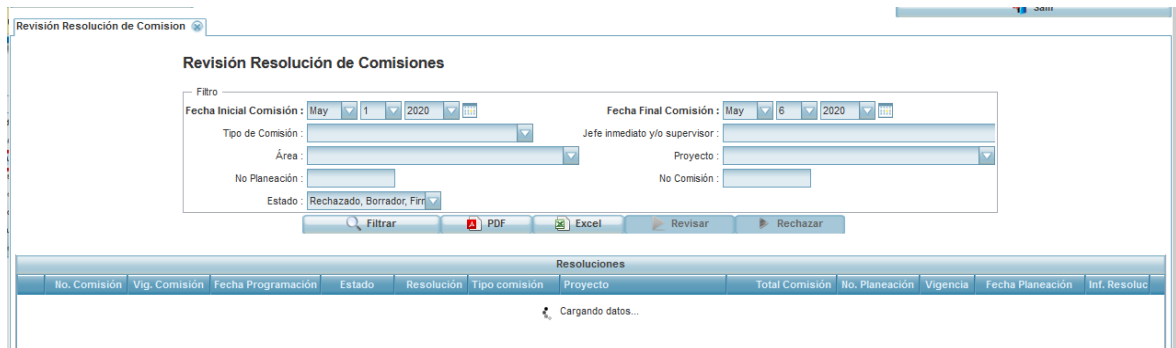 Salir
Revisión Resolución de Comision
Revisión Resolución de Comisiones
Filtro
Fecha Inicial Comisión : May 1 2020 Fecha Final Comisión : May 6 2020
Tipo de Comisión : Jefe inmediato y/o supervisor :
Área : Proyecto :
No Planeación : No Comisión :
Estado : Rechazado, Borrador, Firr
Filtrar PDF Excel Revisar Rechazar
Resoluciones
No. Comisión Vig. Comisión Fecha Programación Estado Resolución Tipo comisión Proyecto Total Comisión No. Planeación Vigencia Fecha Planeación Inf. Resoluc
Cargando datos...